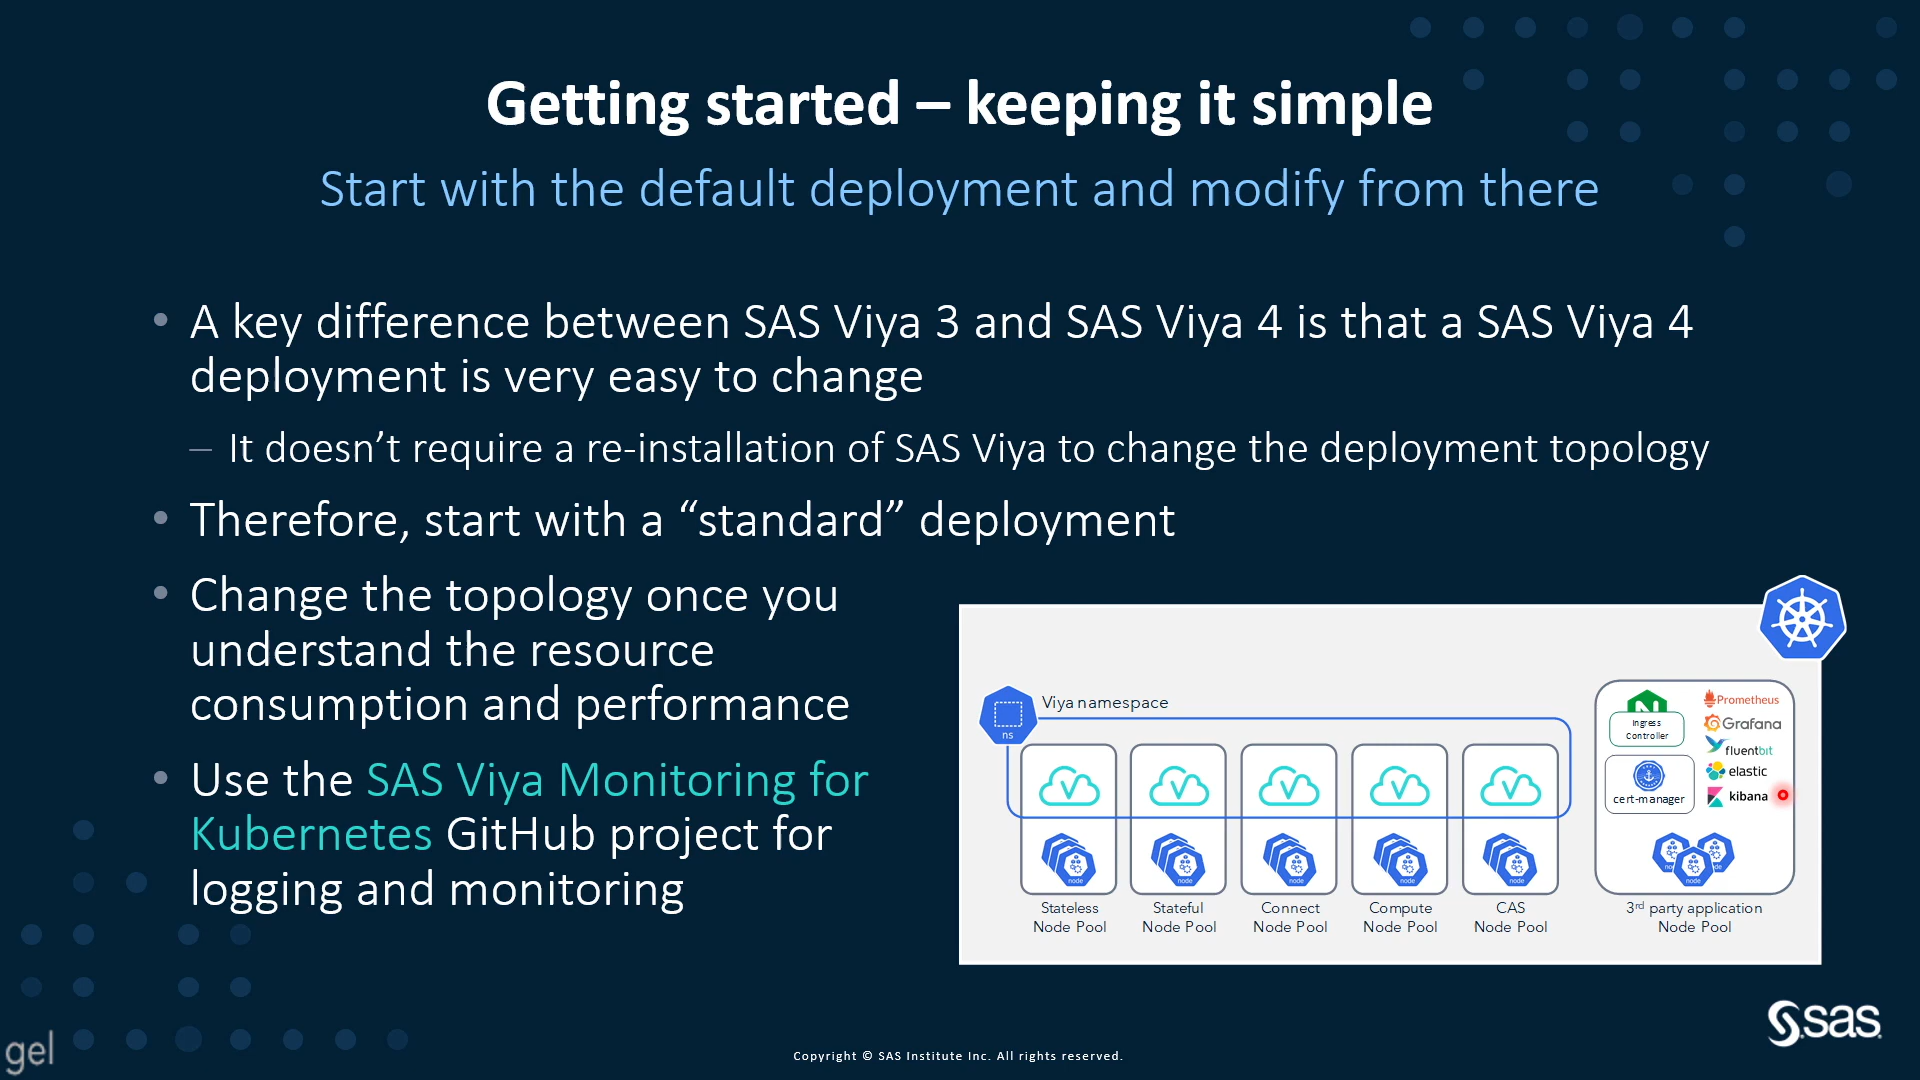 Getting started – keeping it simple
Start with the default deployment and modify from there
• A key difference between SAS Viya 3 and SAS Viya 4 is that a SAS Viya 4
deployment is very easy to change
– It doesn’t require a re-installation of SAS Viya to change the deployment topology
• Therefore, start with a “standard” deployment
• Change the topology once you
understand the resource
consumption and performance
• Use the SAS Viya Monitoring for
Kubernetes GitHub project for
logging and monitoring
Viya namespace
ns
V
V
V
V
V
node
node
node
node
node
Stateless
Node Pool
Stateful
Node Pool
Connect
Node Pool
Compute
Node Pool
CAS
Node Pool
Ingress
Controller
cert-manager
Prometheus
Grafana
fluentbit
elastic
kibana
node
3rd party application
Node Pool
gel
Copyright © SAS Institute Inc. All rights reserved.
sas